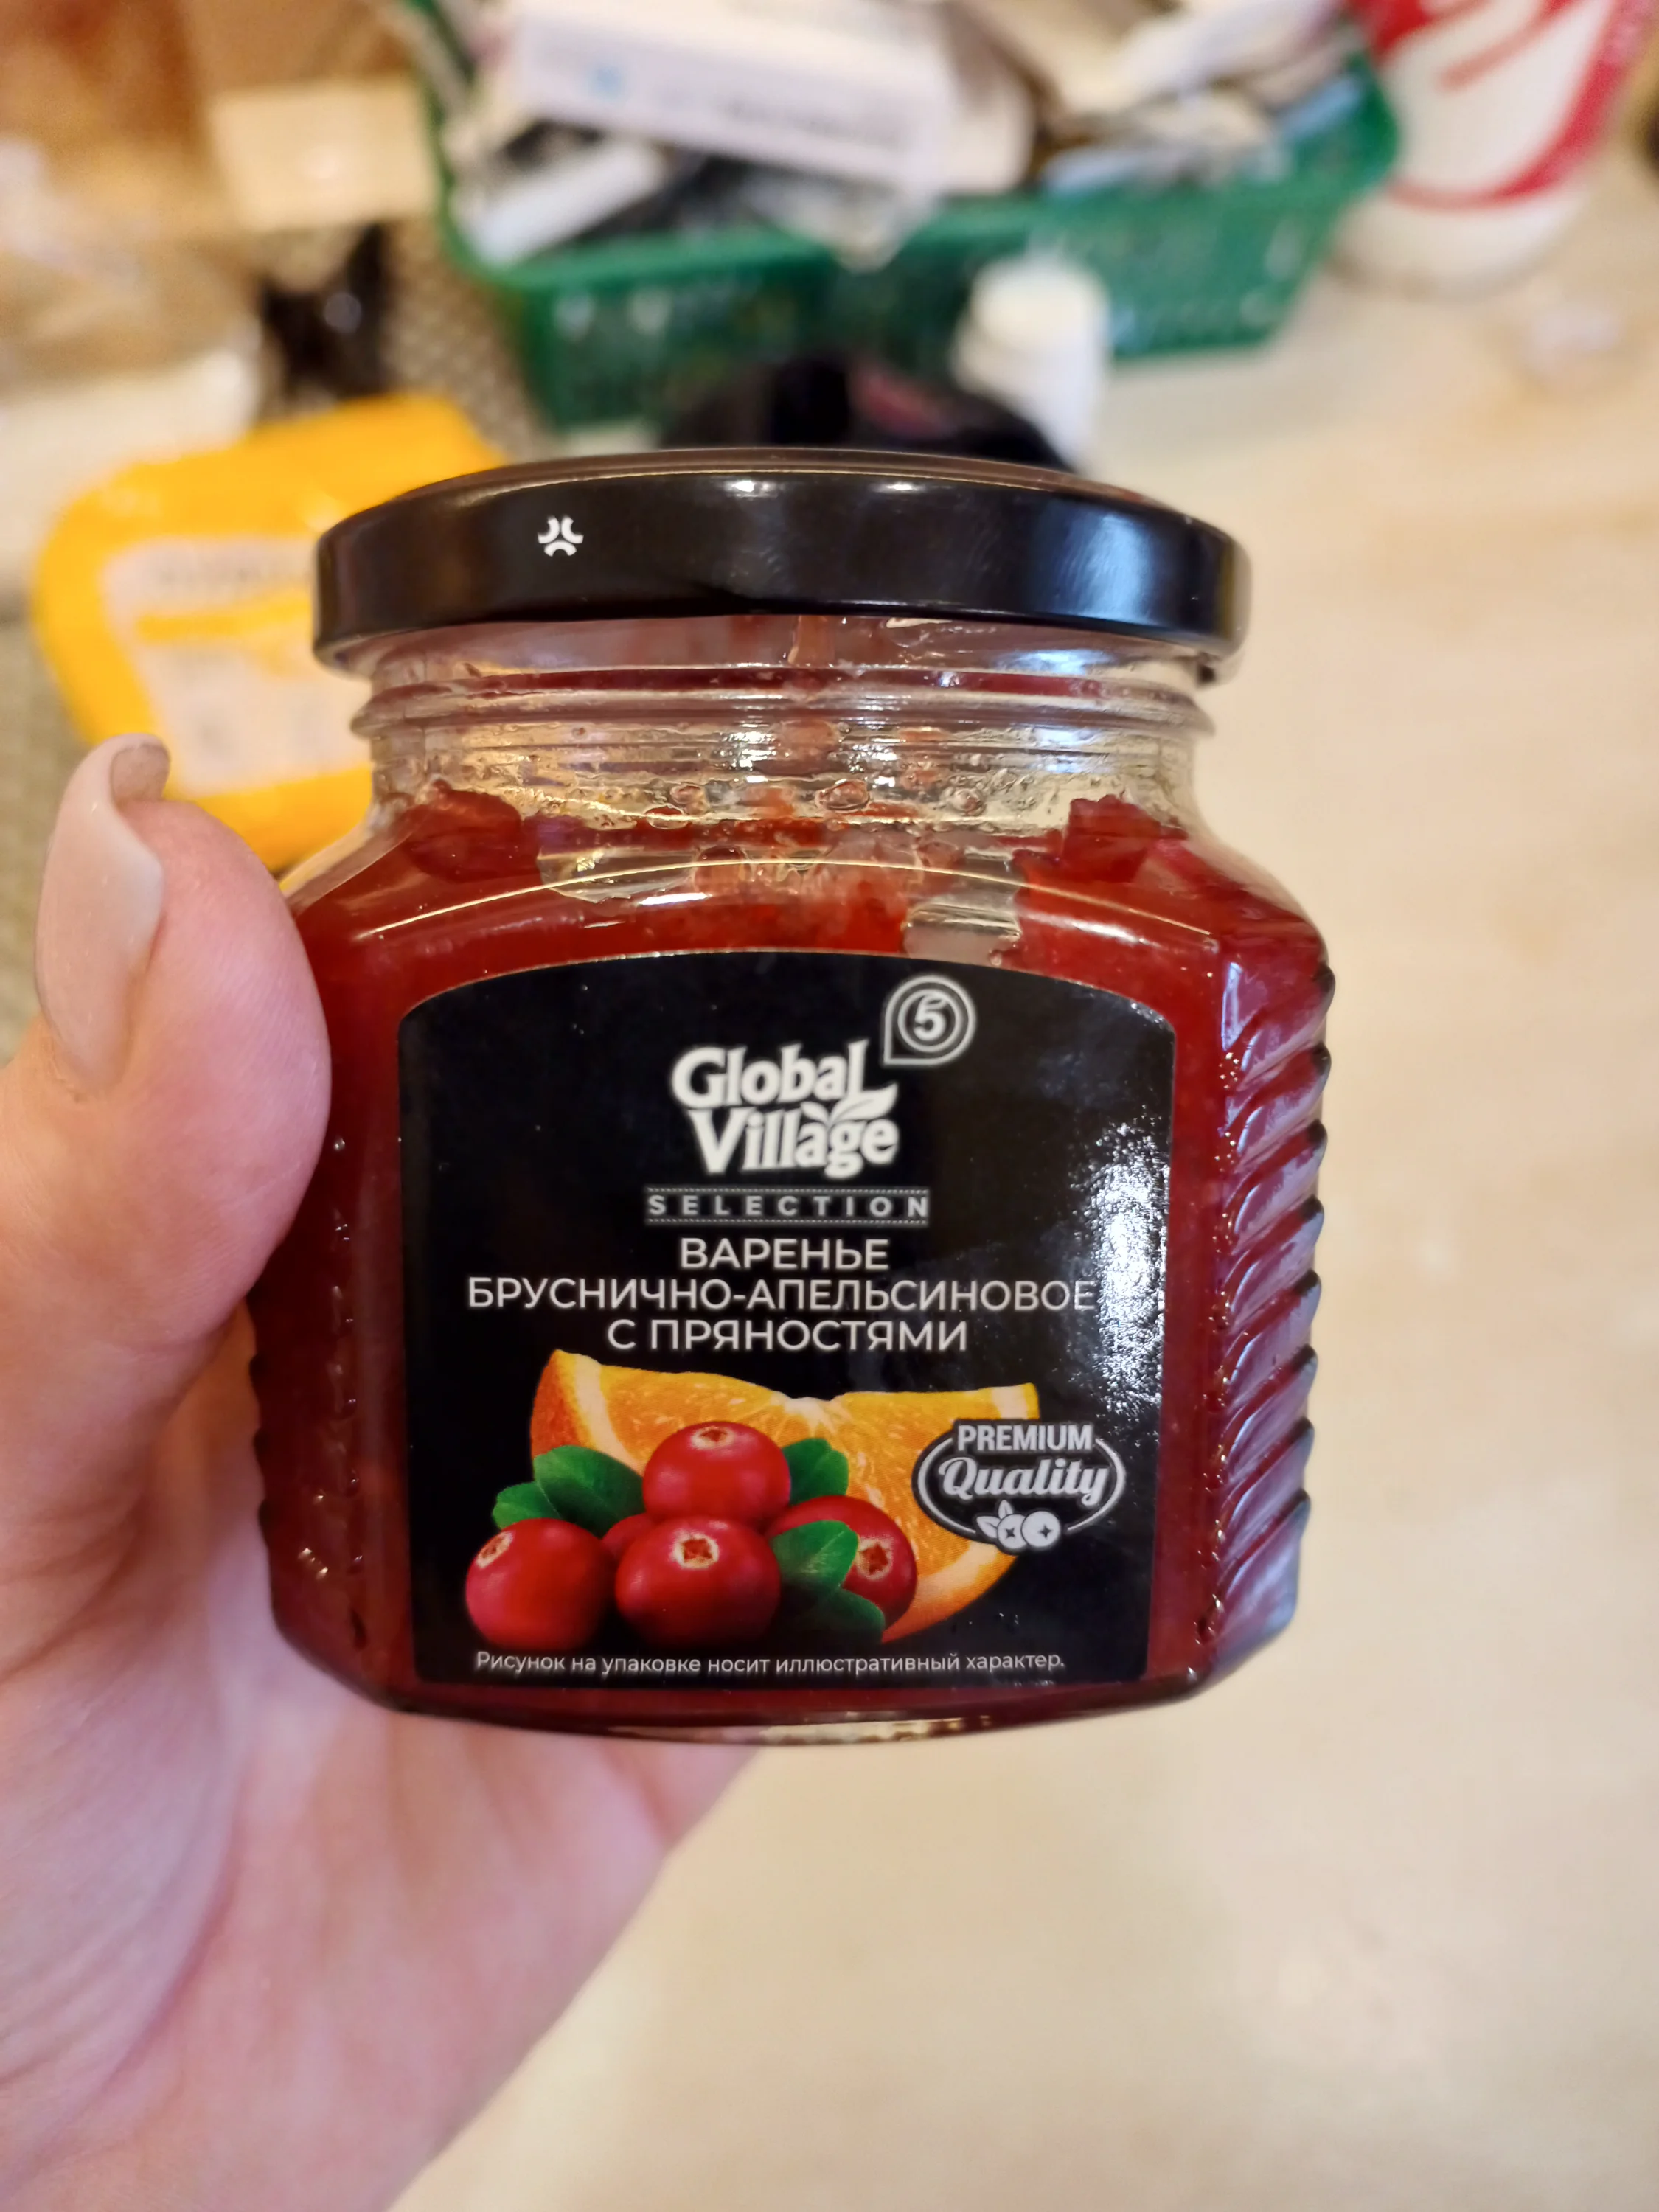 5
Global
Village
SELECTION
ВАРЕНЬЕ
БРУСНИЧНО-АПЕЛЬСИНОВОЕ
С ПРЯНОСТЯМИ
PREMIUM
Quality
Рисунок на упаковке носит иллюстративный характер.